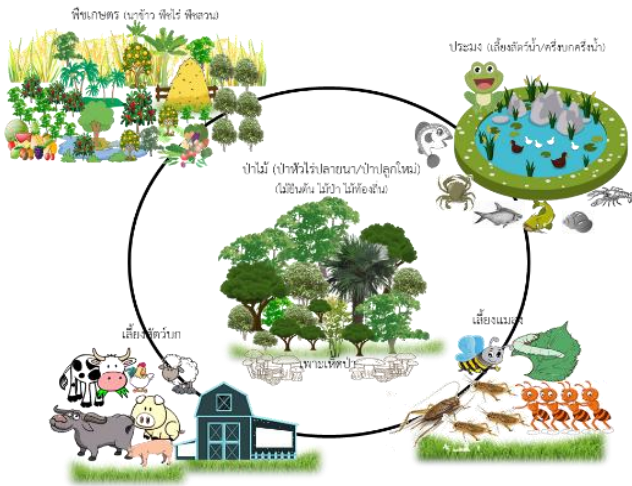 พืชเกษตร (นาข้าว พืชไร่ พืชสวน)
ประมง (เลี้ยงสัตว์น้ำ/ครึ่งบกครึ่งน้ำ)
ป่าไม้ (ป่าหัวไร่ปลายนา/ป่าปลูกใหม่)
(ไม้ยืนต้น ไม้ป่า ไม้ท้องถิ่น)
เลี้ยงสัตว์บก
เลี้ยงแมลง
เพาะเห็ดป่า